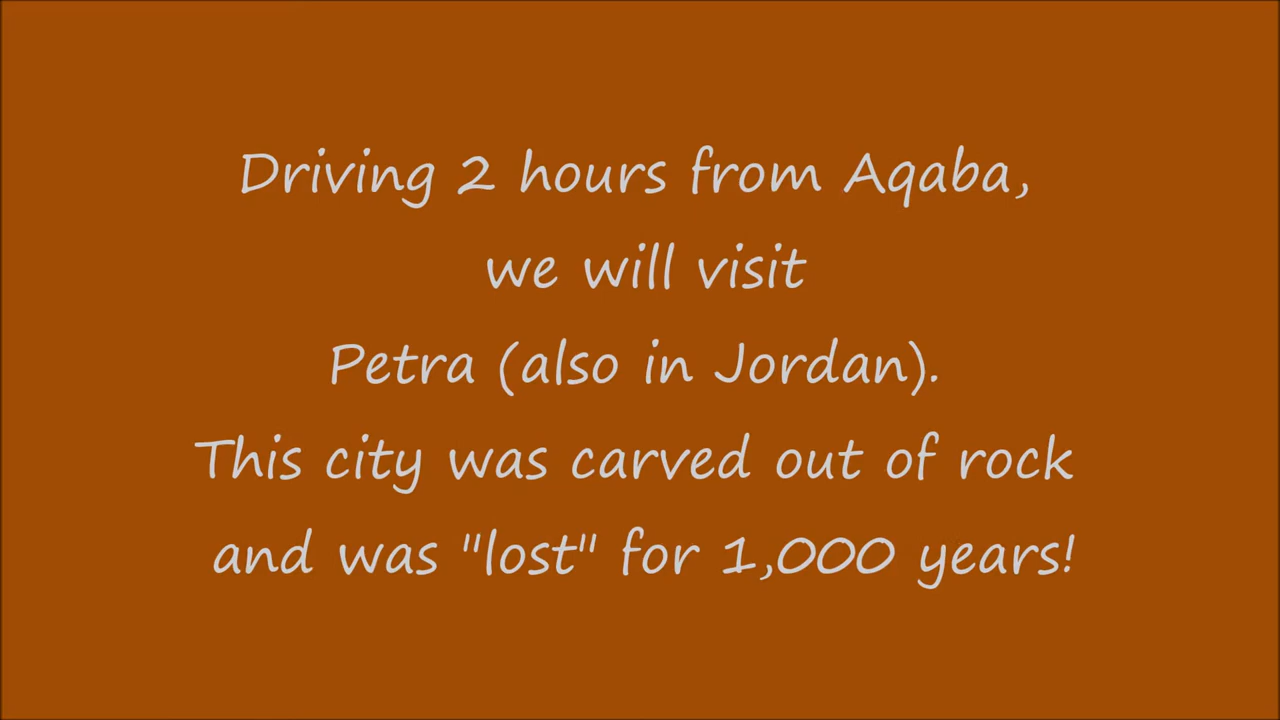 Driving 2 hours from Aqaba,
we will visit
Petra (also in Jordan).
This city was carved out of rock
and was "lost" for 1,000 years!